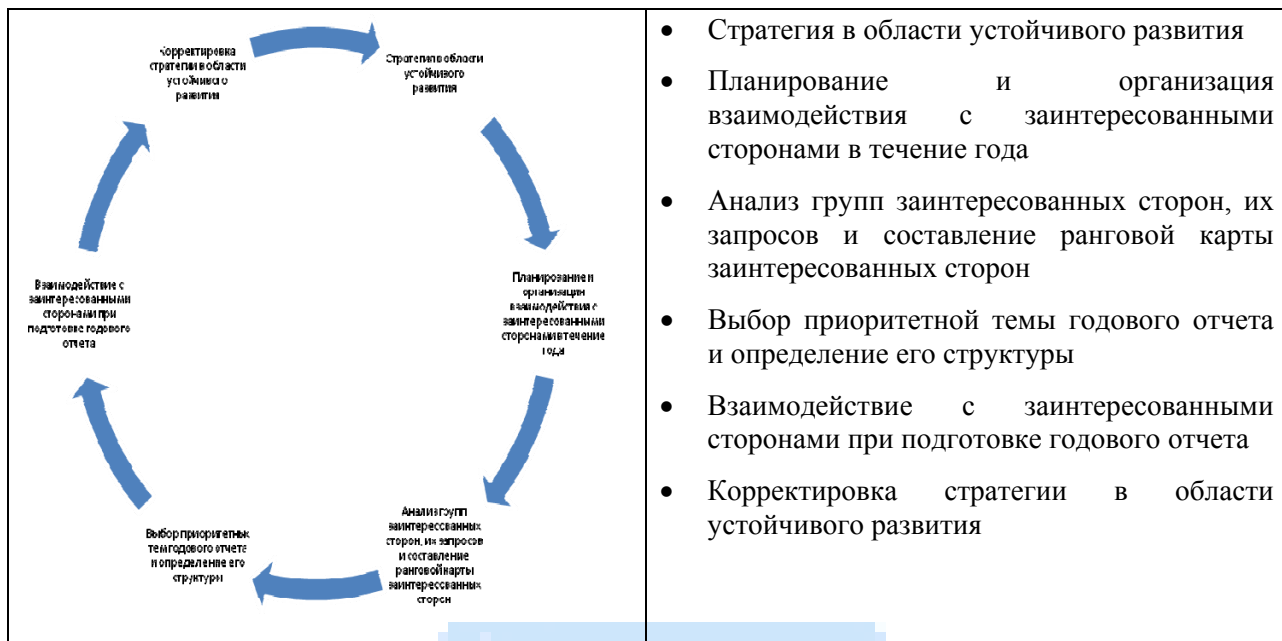 Корректировка
стратегии в области
устойчивого
развития
Стратегия в области
устойчивого
развития
Планирование и
организация
взаимодействия с
заинтересованными
сторонами в течение
года
Анализ групп
заинтересованных
сторон, их запросов
и составление
ранговой карты
заинтересованных
сторон
Выбор приоритетных
тем годового отчета
и определение его
структуры
Взаимодействие с
заинтересованными
сторонами при
подготовке годового
отчета
• Стратегия в области устойчивого развития
• Планирование и организация
взаимодействия с заинтересованными
сторонами в течение года
• Анализ групп заинтересованных сторон, их
запросов и составление ранговой карты
заинтересованных сторон
• Выбор приоритетной темы годового отчета
и определение его структуры
• Взаимодействие с заинтересованными
сторонами при подготовке годового отчета
• Корректировка стратегии в области
устойчивого развития